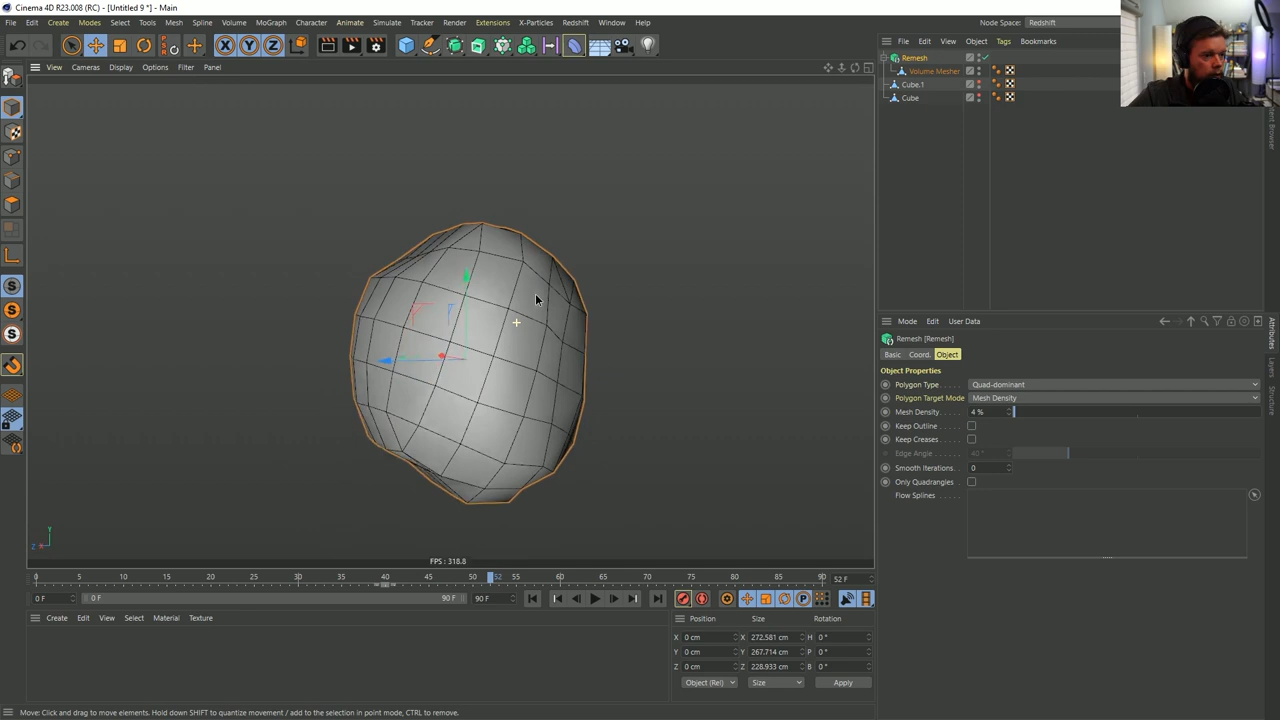 Cinema 4D R23.008 (RC) - [Untitled 9 *] - Main
File Edit Create Modes Select Tools Mesh Spline Volume MoGraph Character Animate Simulate Tracker Render Extensions X-Particles Redshift Window Help
Node Space: Redshift
X Y Z
File Edit View Object Tags Bookmarks
View Cameras Display Options Filter Panel
Remesh
Volume Mesher
Cube.1
Cube
Mode Edit User Data
Attributes
Layers
Structure
Remesh [Remesh]
Basic Coord. Object
Object Properties
Polygon Type Quad-dominant
Polygon Target Mode Mesh Density
Mesh Density . . . . . 4 %
Keep Outline . . . . .
Keep Creases . . . . .
Edge Angle . . . . . . 40 °
Smooth Iterations . . . 0
Only Quadrangles . .
Flow Splines
Y
Z
FPS : 318.8
0 5 10 15 20 25 30 35 40 45 52 55 60 65 70 75 80 85 90 52 F
0 F 0 F 90 F 90 F
Create Edit View Select Material Texture
Position Size Rotation
X 0 cm X 272.581 cm H 0 °
Y 0 cm Y 267.714 cm P 0 °
Z 0 cm Z 228.933 cm B 0 °
Object (Rel) Size Apply
Move: Click and drag to move elements. Hold down SHIFT to quantize movement / add to the selection in point mode, CTRL to remove.